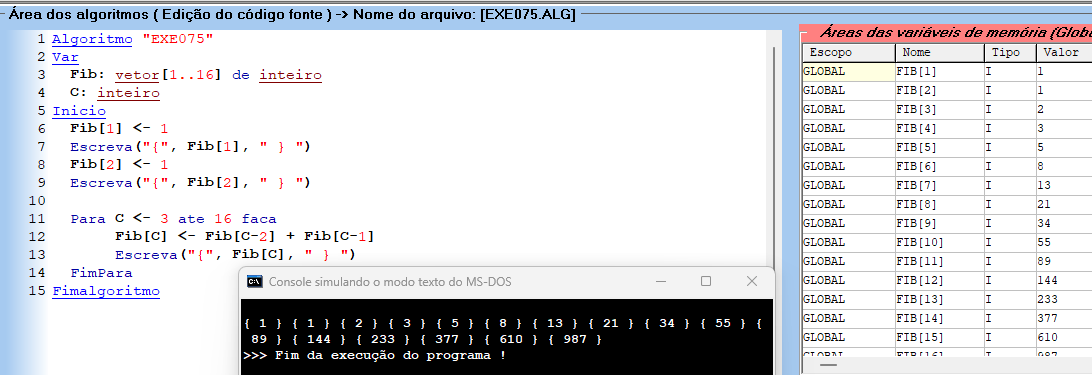 Área dos algoritmos ( Edição do código fonte ) -> Nome do arquivo: [EXE075.ALG]
1 Algoritmo "EXE075"
2 Var
3 Fib: vetor[1..16] de inteiro
4 C: inteiro
5 Inicio
6 Fib[1] <- 1
7 Escreva("{", Fib[1], " } ")
8 Fib[2] <- 1
9 Escreva("{", Fib[2], " } ")
10
11 Para C <- 3 ate 16 faca
12 Fib[C] <- Fib[C-2] + Fib[C-1]
13 Escreva("{", Fib[C], " } ")
14 FimPara
15 Fimalgoritmo
Console simulando o modo texto do MS-DOS
{ 1 } { 1 } { 2 } { 3 } { 5 } { 8 } { 13 } { 21 } { 34 } { 55 } {
89 } { 144 } { 233 } { 377 } { 610 } { 987 }
>>> Fim da execução do programa !
Áreas das variáveis de memória (Globa
Escopo Nome Tipo Valor
GLOBAL FIB[1] I 1
GLOBAL FIB[2] I 1
GLOBAL FIB[3] I 2
GLOBAL FIB[4] I 3
GLOBAL FIB[5] I 5
GLOBAL FIB[6] I 8
GLOBAL FIB[7] I 13
GLOBAL FIB[8] I 21
GLOBAL FIB[9] I 34
GLOBAL FIB[10] I 55
GLOBAL FIB[11] I 89
GLOBAL FIB[12] I 144
GLOBAL FIB[13] I 233
GLOBAL FIB[14] I 377
GLOBAL FIB[15] I 610
GLOBAL FIB[16] I 987